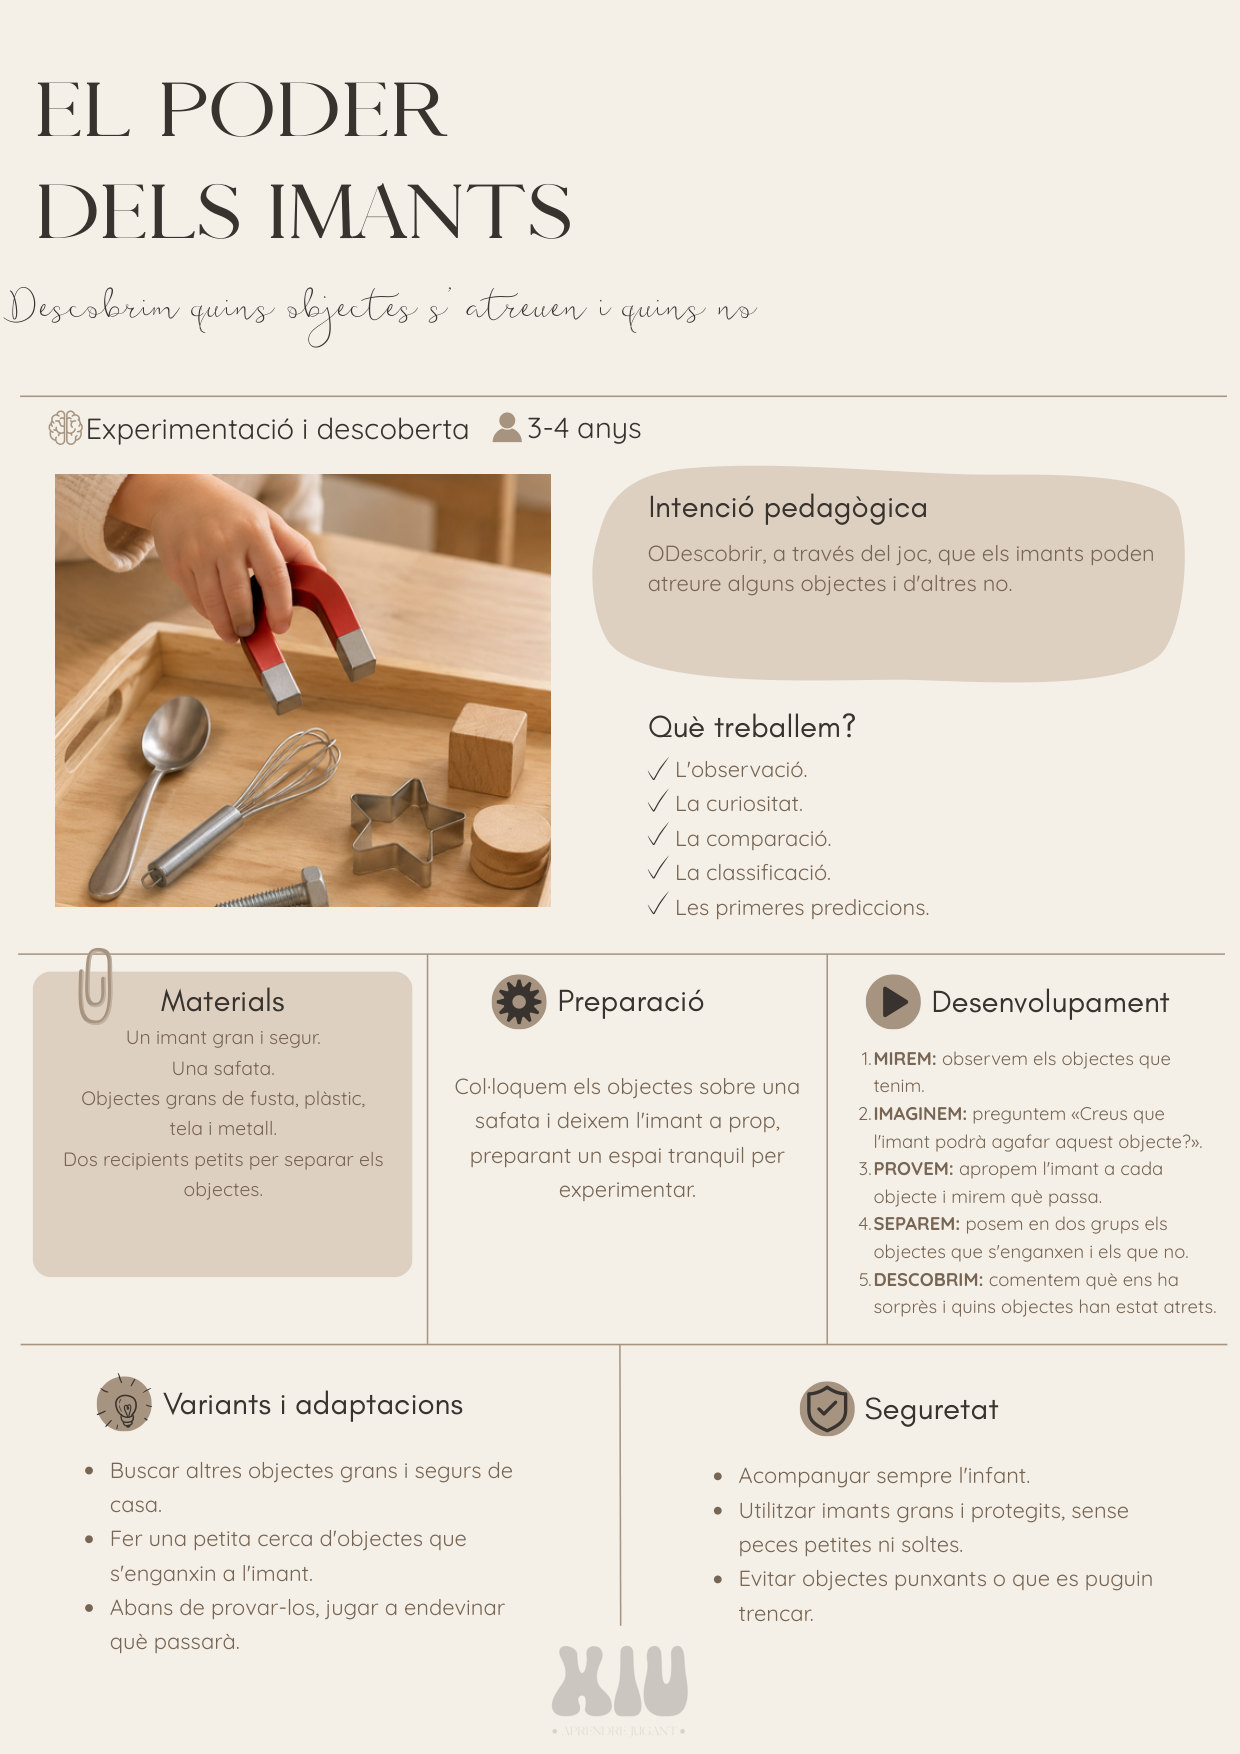 EL PODER
DELS IMANTS
Descobrim quins objectes s' atreuen i quins no
Experimentació i descoberta
3-4 anys
Intenció pedagògica
ODescobrir, a través del joc, que els imants poden
atreure alguns objectes i d'altres no.
Què treballem?
L'observació.
La curiositat.
La comparació.
La classificació.
Les primeres prediccions.
Materials
Un imant gran i segur.
Una safata.
Objectes grans de fusta, plàstic,
tela i metall.
Dos recipients petits per separar els
objectes.
Preparació
Col·loquem els objectes sobre una
safata i deixem l'imant a prop,
preparant un espai tranquil per
experimentar.
Desenvolupament
1. MIREM: observem els objectes que
tenim.
2. IMAGINEM: preguntem «Creus que
l'imant podrà agafar aquest objecte?».
3. PROVEM: apropem l'imant a cada
objecte i mirem què passa.
4. SEPAREM: posem en dos grups els
objectes que s'enganxen i els que no.
5. DESCOBRIM: comentem què ens ha
sorprès i quins objectes han estat atrets.
Variants i adaptacions
• Buscar altres objectes grans i segurs de
casa.
• Fer una petita cerca d'objectes que
s'enganxin a l'imant.
• Abans de provar-los, jugar a endevinar
què passarà.
Seguretat
• Acompanyar sempre l'infant.
• Utilitzar imants grans i protegits, sense
peces petites ni soltes.
• Evitar objectes punxants o que es puguin
trencar.
XIU
• APRENDRE JUGANT •